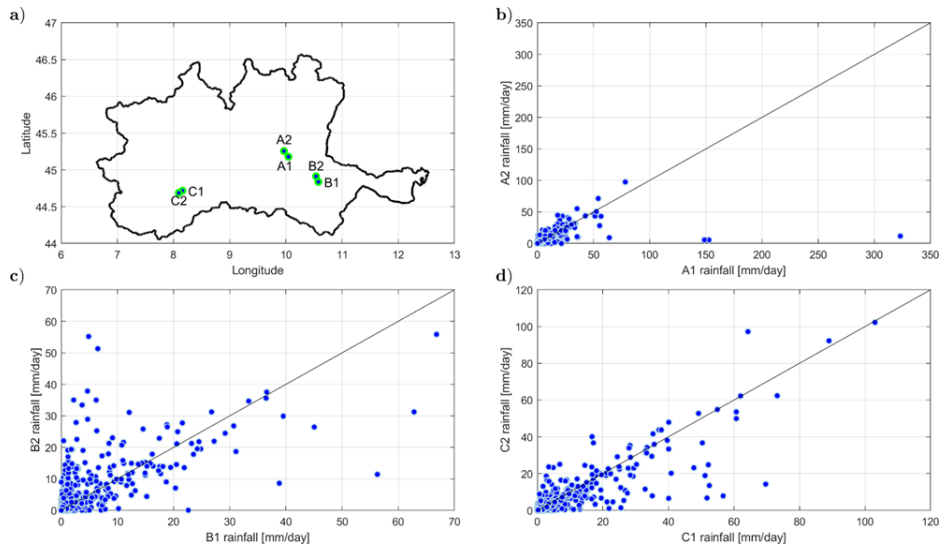 a)
47
46.5
46
45.5
45
44.5
44
Latitude
A2
A1
B2
B1
C1
C2
6 7 8 9 10 11 12 13
Longitude
b)
350
300
250
200
150
100
50
0
A2 rainfall [mm/day]
0 50 100 150 200 250 300 350
A1 rainfall [mm/day]
c)
70
60
50
40
30
20
10
0
B2 rainfall [mm/day]
0 10 20 30 40 50 60 70
B1 rainfall [mm/day]
d)
120
100
80
60
40
20
0
C2 rainfall [mm/day]
0 20 40 60 80 100 120
C1 rainfall [mm/day]